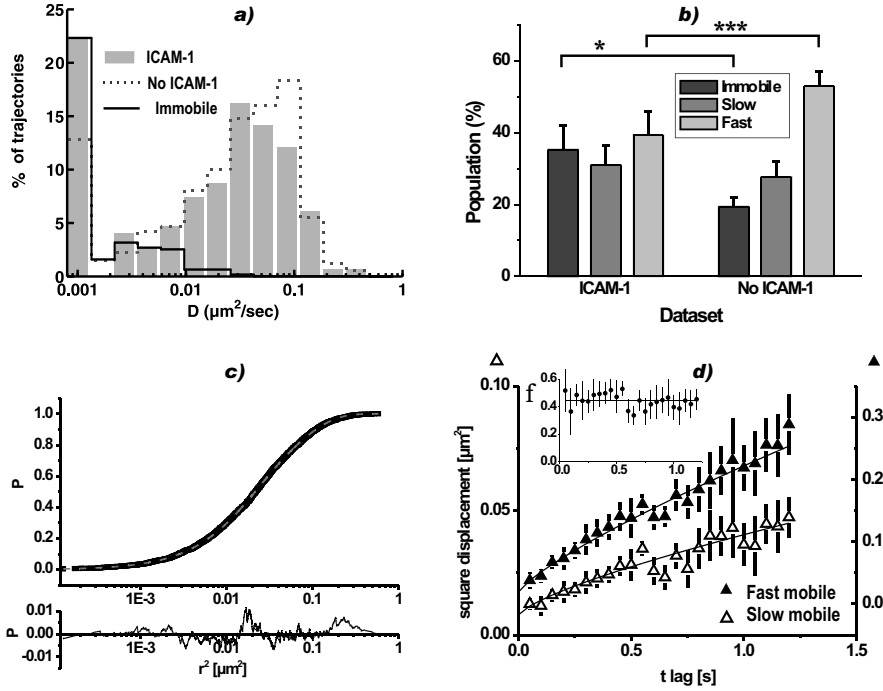 a)
ICAM-1
No ICAM-1
Immobile
% of trajectories
25
20
15
10
5
0
0.001
0.01
0.1
1
D (µm²/sec)
b)
*
***
Immobile
Slow
Fast
Population (%)
60
40
20
0
ICAM-1
No ICAM-1
Dataset
c)
P
1.0
0.8
0.6
0.4
0.2
0.0
1E-3
0.01
0.1
1
P
0.01
0.00
-0.01
1E-3
0.01
0.1
1
r² [µm²]
d)
f
0.6
0.4
0.2
0.0
0.0
0.5
1.0
square displacement [µm²]
0.10
0.05
0.00
0.3
0.2
0.1
0.0
Fast mobile
Slow mobile
0.0
0.5
1.0
1.5
t lag [s]